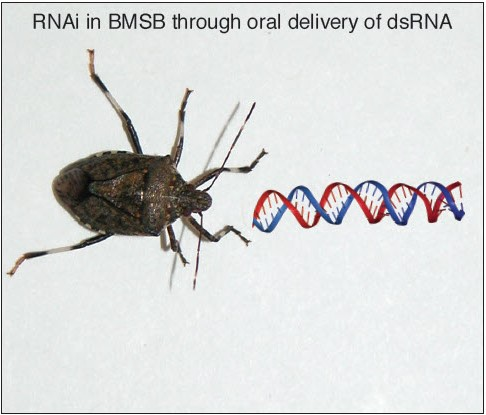 RNAi in BMSB through oral delivery of dsRNA